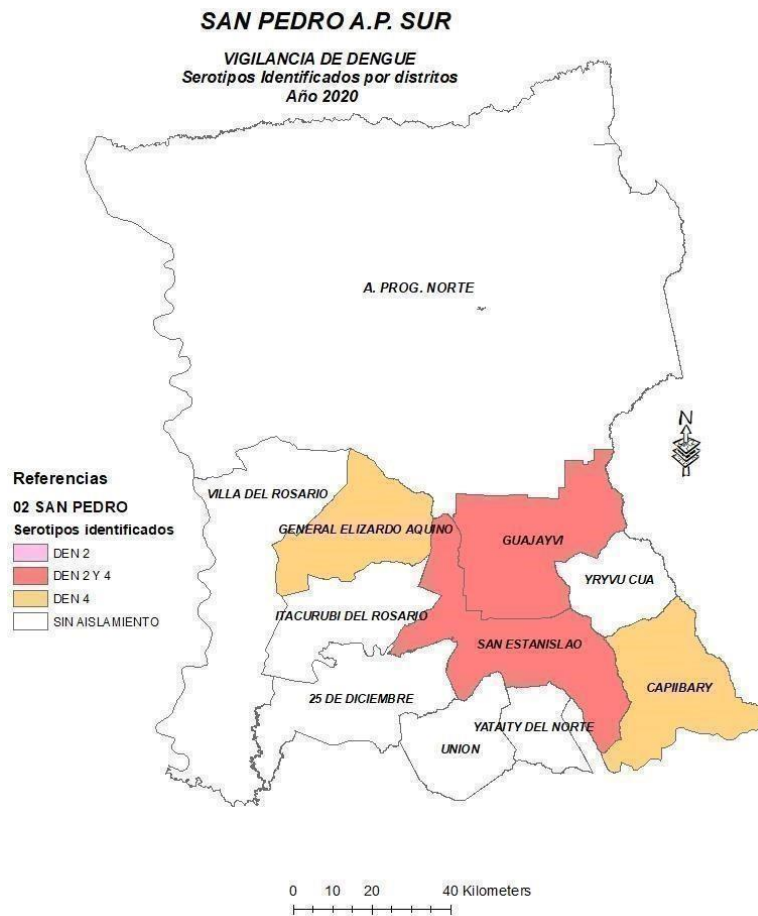 SAN PEDRO A.P. SUR
VIGILANCIA DE DENGUE
Serotipos Identificados por distritos
Año 2020
A. PROG. NORTE
N
Referencias
02 SAN PEDRO
Serotipos identificados
DEN 2
DEN 2 Y 4
DEN 4
SIN AISLAMIENTO
VILLA DEL ROSARIO
GENERAL ELIZARDO AQUINO
GUAJAYVI
YRYVU CUA
ITACURUBI DEL ROSARIO
SAN ESTANISLAO
CAPIIBARY
25 DE DICIEMBRE
YATAITY DEL NORTE
UNION
0 10 20 40 Kilometers